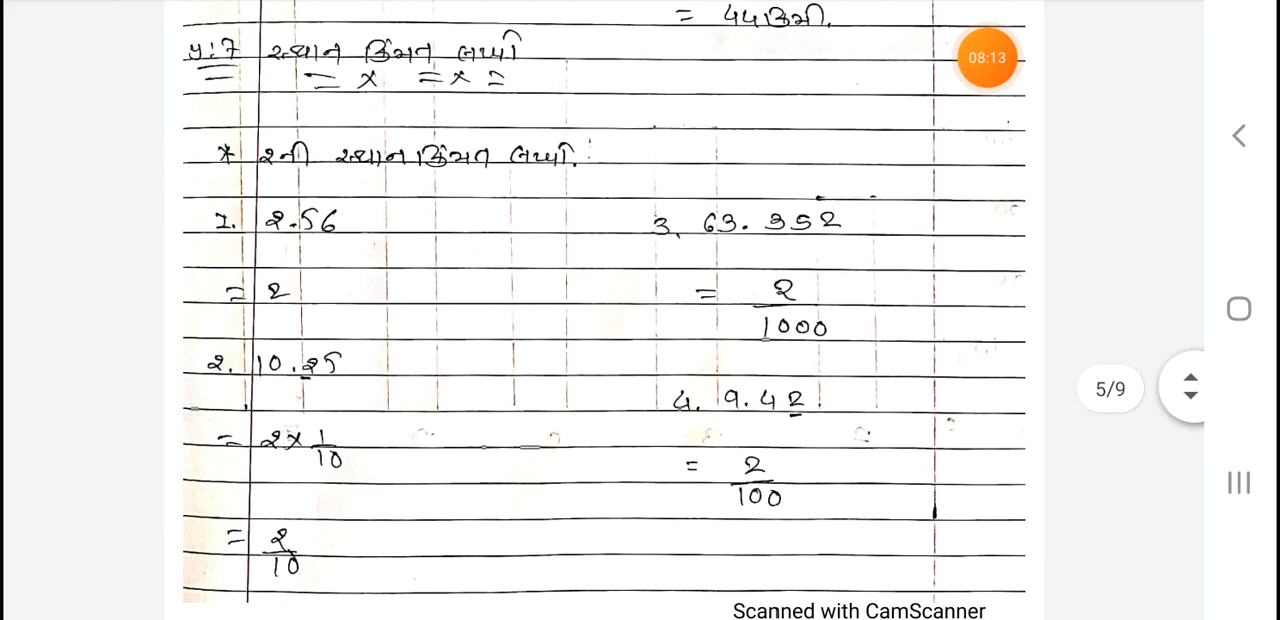 = ૫૫ કિમી.
પ્ર:7 સ્થાન કિંમત લખો
08:13
* 2ની સ્થાન કિંમત લખો.
1. 2.56
3. 63.352
= 2
= 2/1000
2. 10.25
5/9
4. 9.42
= 2 × 1/10
= 2/100
= 2/10
Scanned with CamScanner